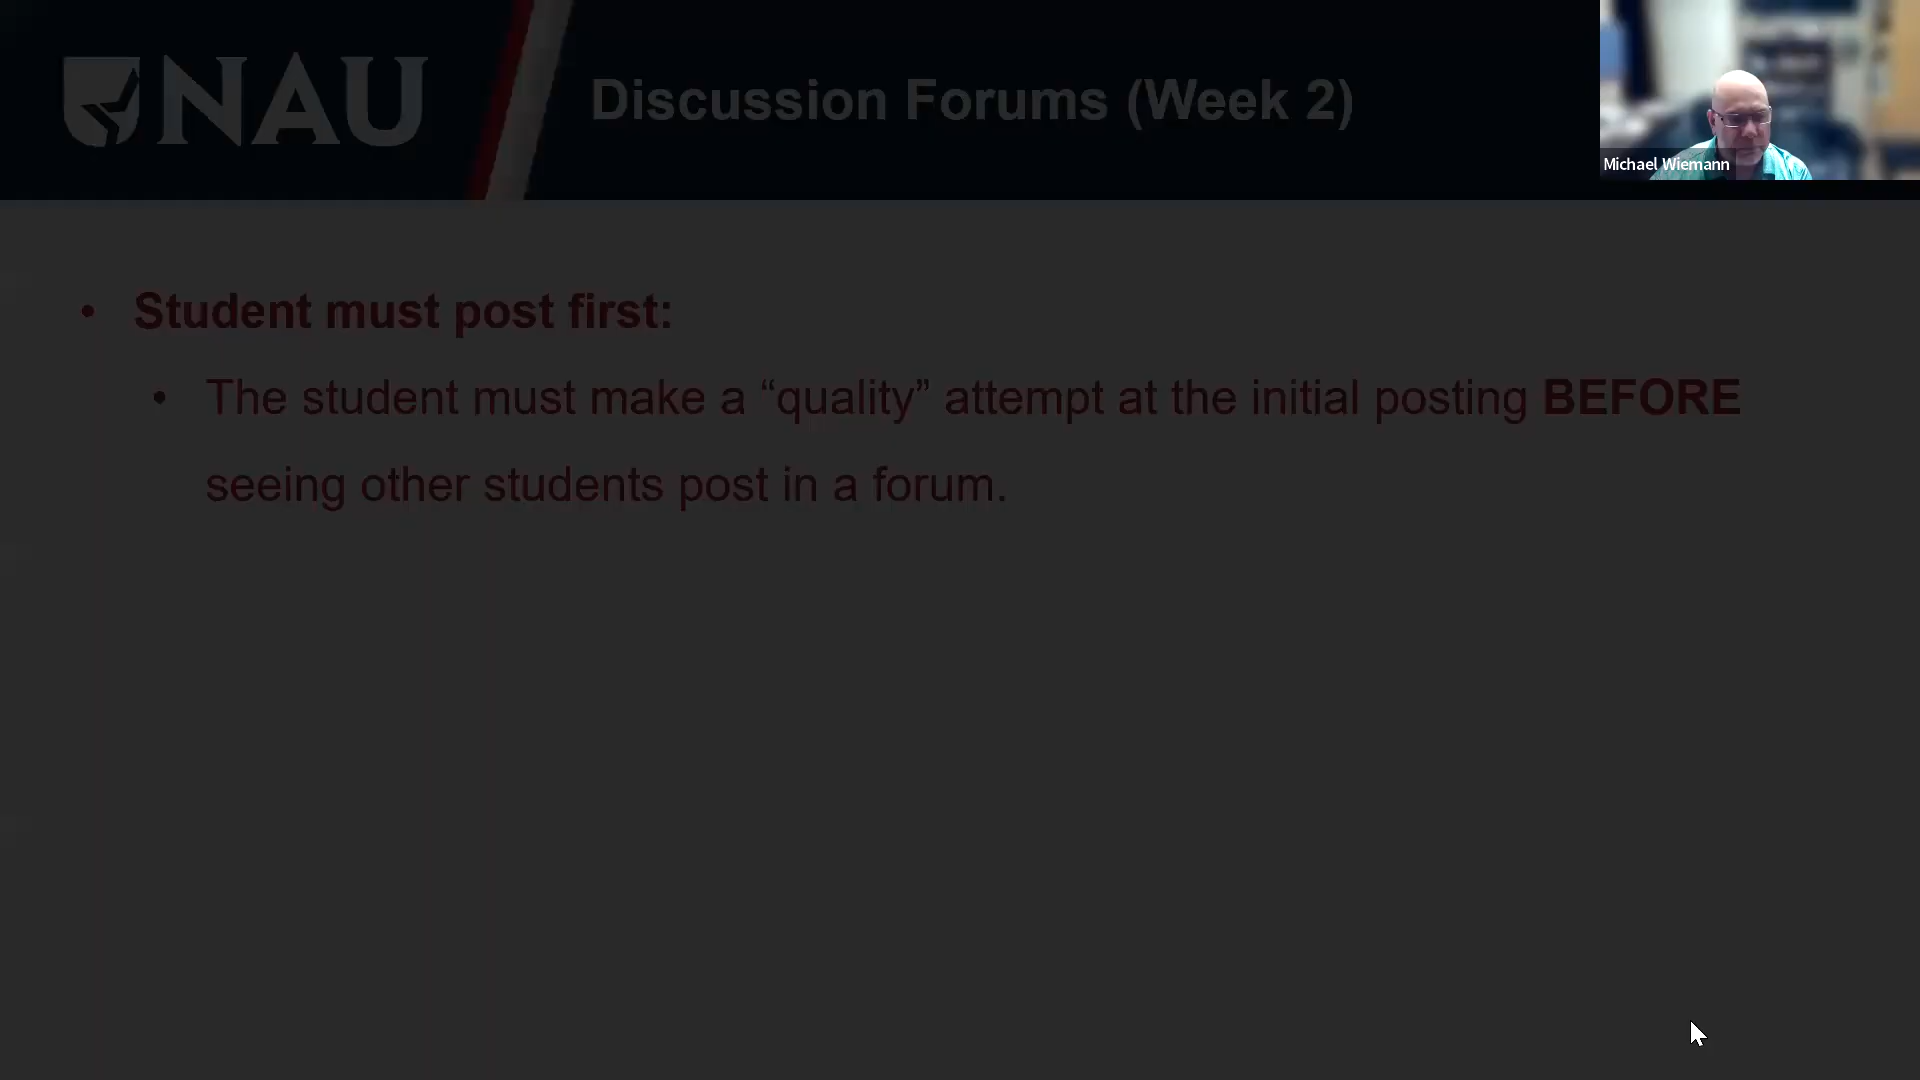 NAU
Discussion Forums (Week 2)
Michael Wiemann
• Student must post first:
• The student must make a “quality” attempt at the initial posting BEFORE
seeing other students post in a forum.